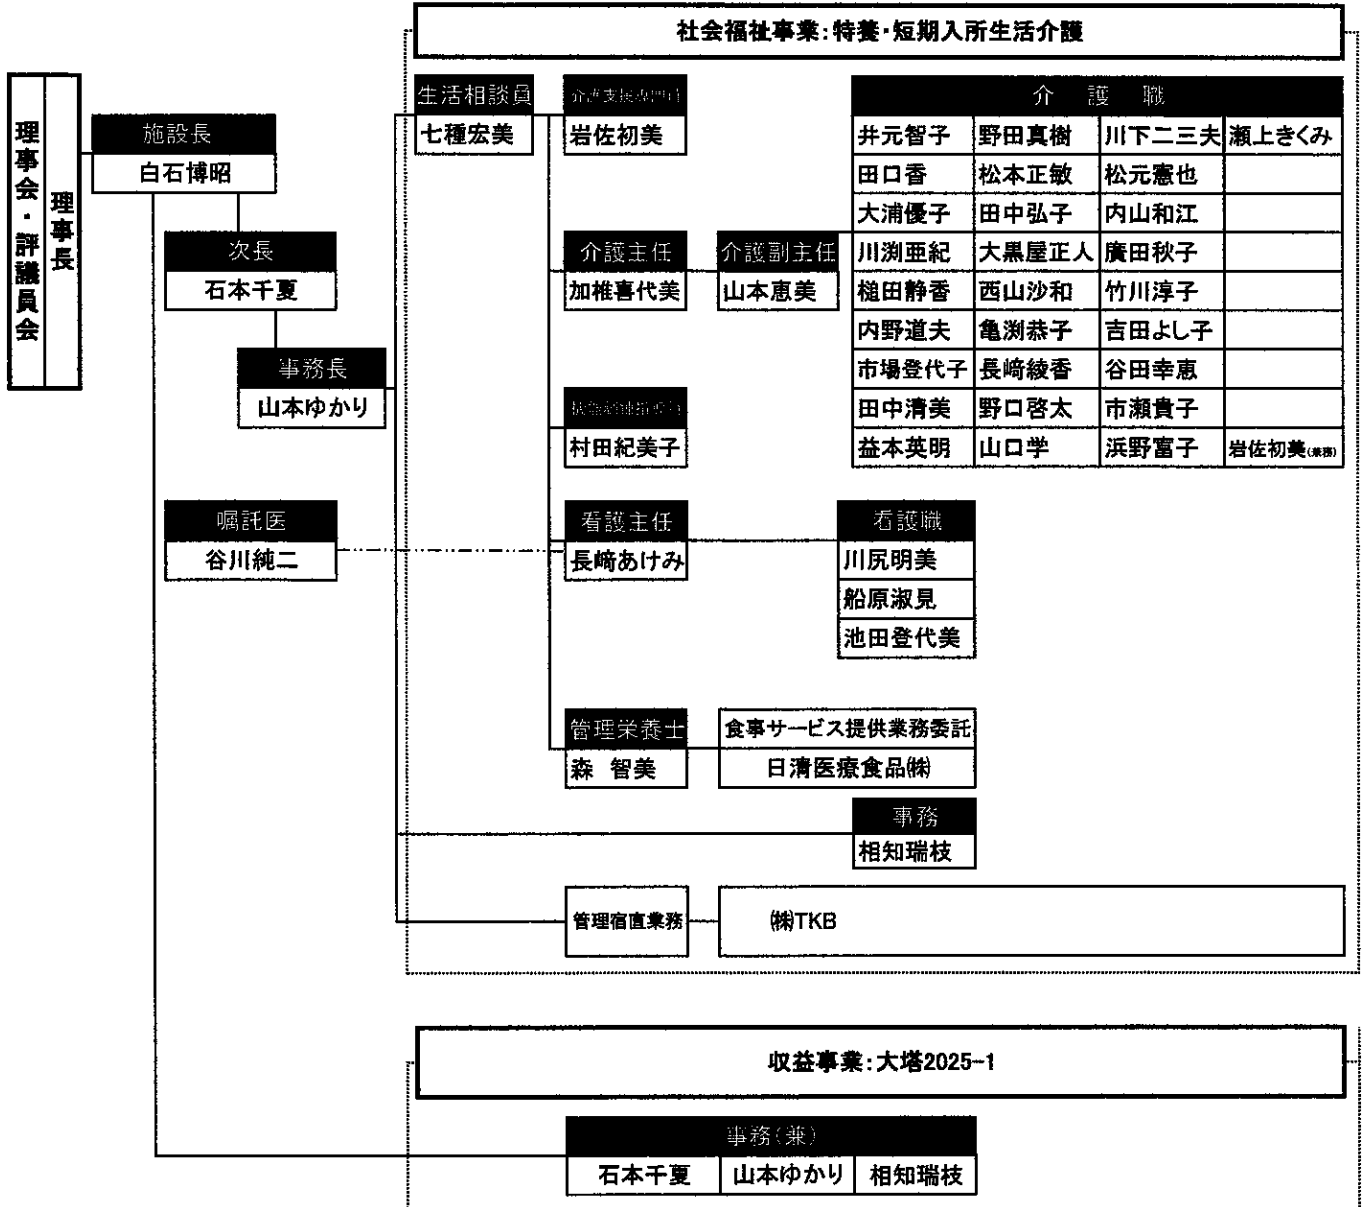 社会福祉事業:特養・短期入所生活介護
理事会・評議員会
理事長
施設長
白石博昭
次長
石本千夏
事務長
山本ゆかり
嘱託医
谷川純二
生活相談員
七種宏美
介護支援専門員
岩佐初美
介護主任
加椎喜代美
介護副主任
山本恵美
介 護 職
井元智子 野田真樹 川下二三夫 瀬上きくみ
田口香 松本正敏 松元憲也
大浦優子 田中弘子 内山和江
川渕亜紀 大黒屋正人 廣田秋子
槌田静香 西山沙和 竹川淳子
内野道夫 亀渕恭子 吉田よし子
市場登代子 長﨑綾香 谷田幸恵
田中清美 野口啓太 市瀬貴子
益本英明 山口学 浜野富子 岩佐初美(兼務)
村田紀美子
看護主任
長﨑あけみ
看護職
川尻明美
船原淑見
池田登代美
管理栄養士
森 智美
食事サービス提供業務委託
日清医療食品㈱
事務
相知瑞枝
管理宿直業務
㈱TKB
収益事業:大塔2025-1
事務(兼)
石本千夏 山本ゆかり 相知瑞枝